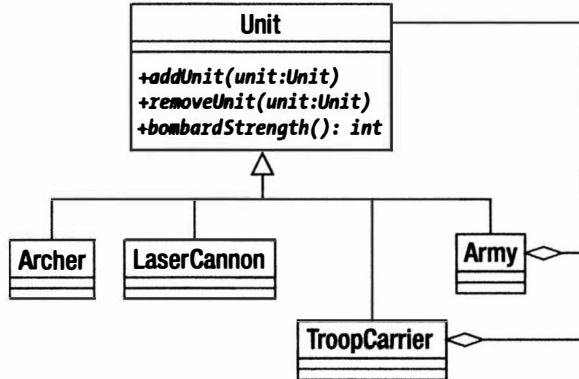 Unit
+addUnit(unit:Unit)
+removeUnit(unit:Unit)
+bombardStrength(): int
Archer
LaserCannon
Army
TroopCarrier